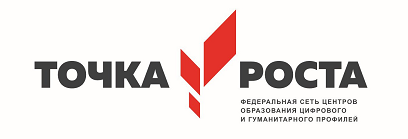 ТОЧКА РОСТА
ФЕДЕРАЛЬНАЯ СЕТЬ ЦЕНТРОВ
ОБРАЗОВАНИЯ ЦИФРОВОГО
И ГУМАНИТАРНОГО ПРОФИЛЕЙ